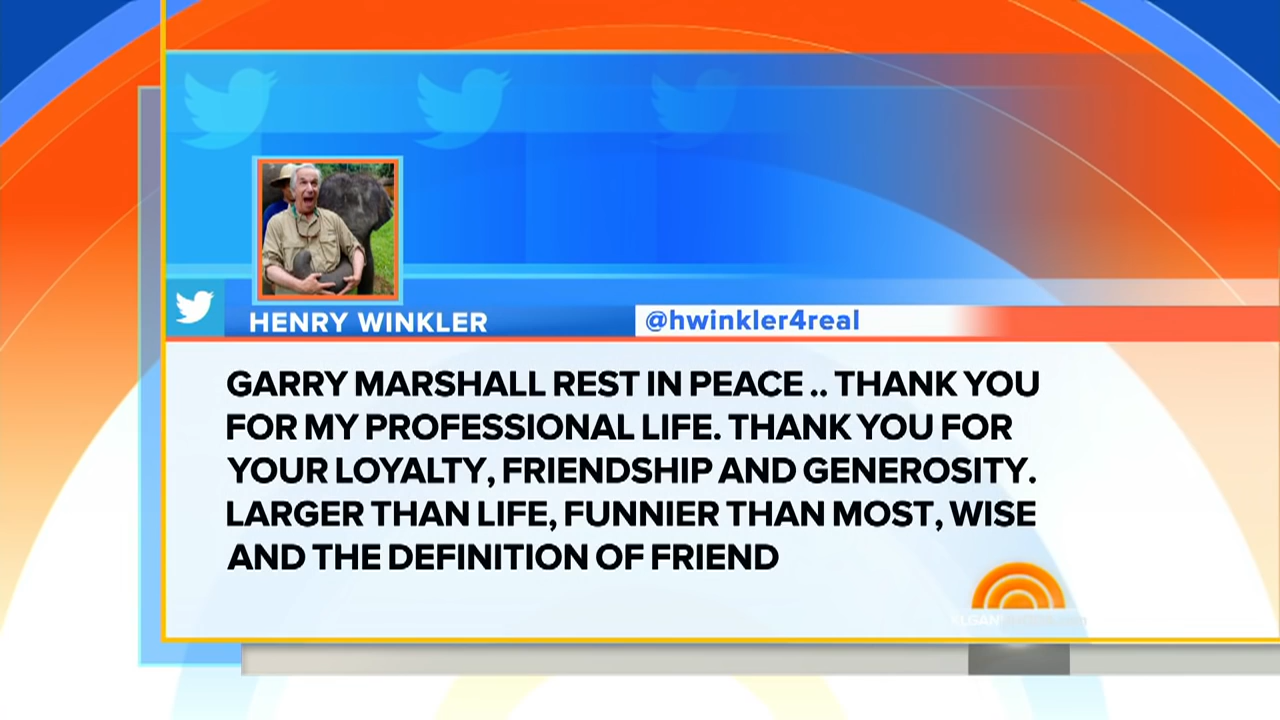 HENRY WINKLER
@hwinkler4real
GARRY MARSHALL REST IN PEACE .. THANK YOU
FOR MY PROFESSIONAL LIFE. THANK YOU FOR
YOUR LOYALTY, FRIENDSHIP AND GENEROSITY.
LARGER THAN LIFE, FUNNIER THAN MOST, WISE
AND THE DEFINITION OF FRIEND